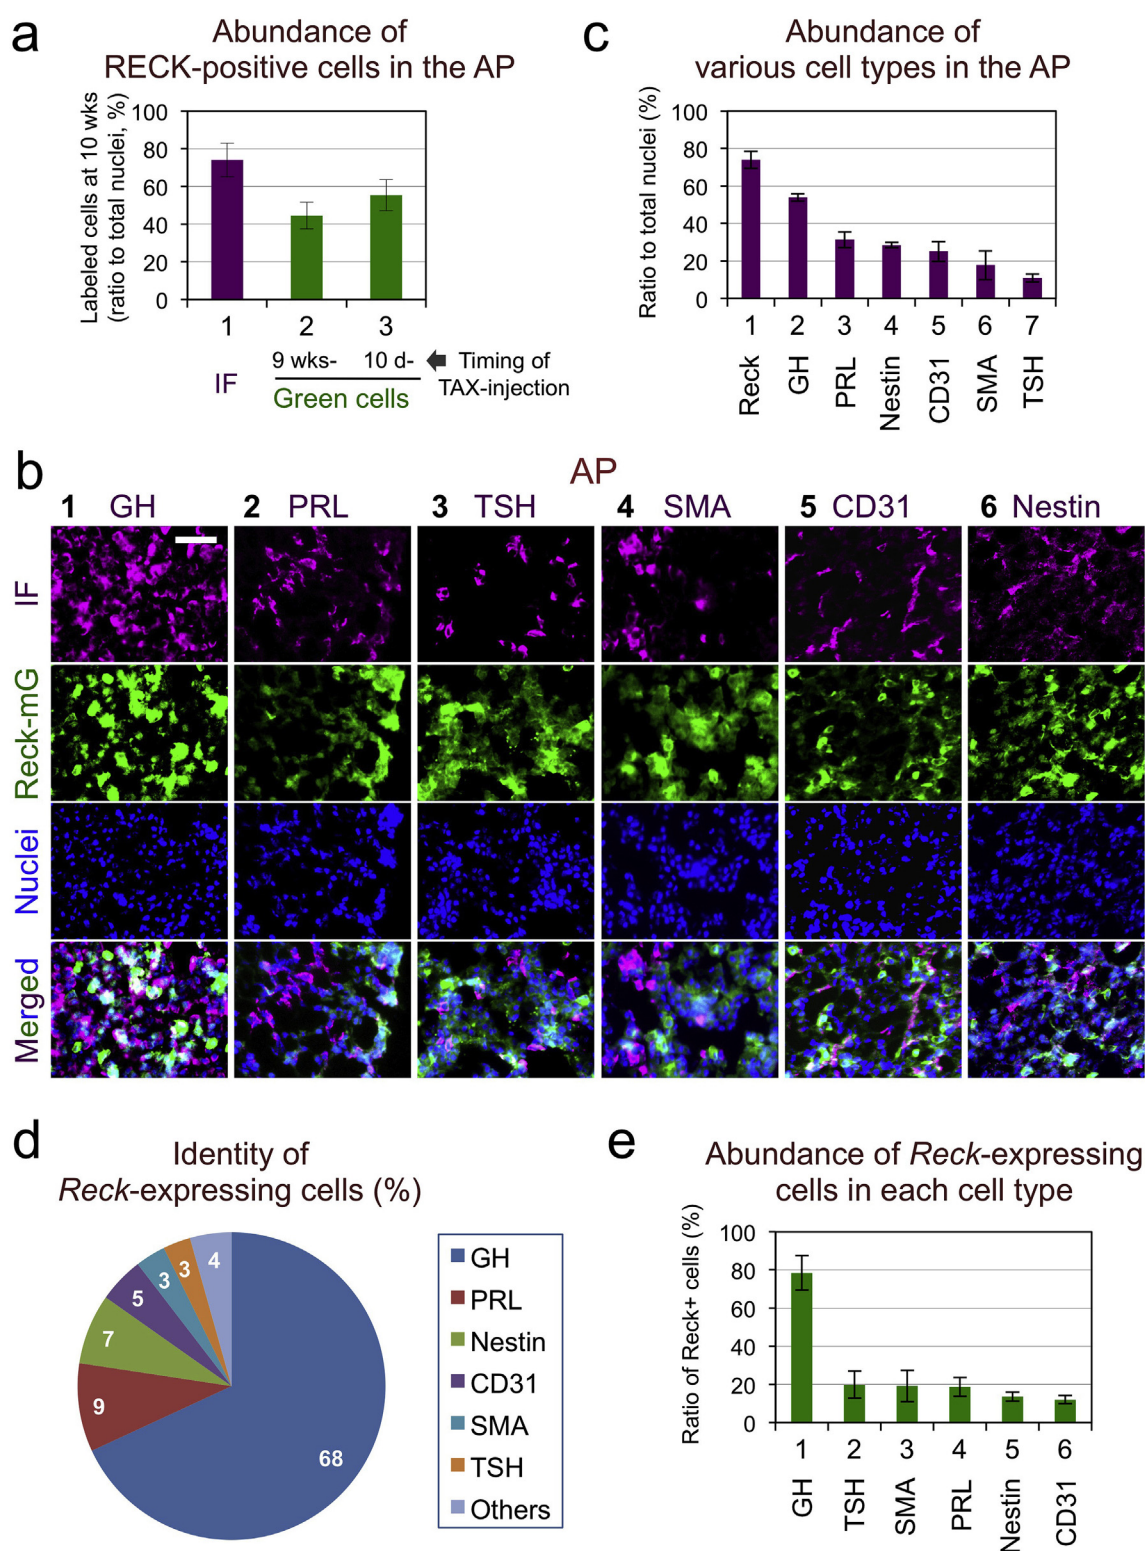 a
Abundance of
RECK-positive cells in the AP
Labeled cells at 10 wks
(ratio to total nuclei, %)
100
80
60
40
20
0
1 2 3
IF
9 wks- 10 d-
Green cells
Timing of
TAX-injection
c
Abundance of
various cell types in the AP
Ratio to total nuclei (%)
100
80
60
40
20
0
1 2 3 4 5 6 7
Reck GH PRL Nestin CD31 SMA TSH
b
AP
1 GH 2 PRL 3 TSH 4 SMA 5 CD31 6 Nestin
IF
Reck-mG
Nuclei
Merged
d
Identity of
Reck-expressing cells (%)
68
9
7
5
3
3
4
GH
PRL
Nestin
CD31
SMA
TSH
Others
e
Abundance of Reck-expressing
cells in each cell type
Ratio of Reck+ cells (%)
100
80
60
40
20
0
1 2 3 4 5 6
GH TSH SMA PRL Nestin CD31